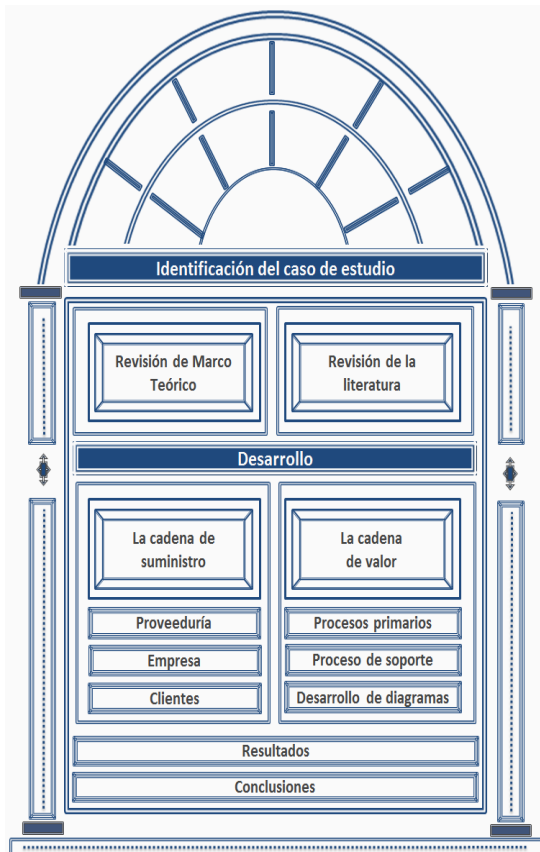 Identificación del caso de estudio
Revisión de Marco
Teórico
Revisión de la
literatura
Desarrollo
La cadena de
suministro
La cadena
de valor
Proveeduría
Procesos primarios
Empresa
Proceso de soporte
Clientes
Desarrollo de diagramas
Resultados
Conclusiones